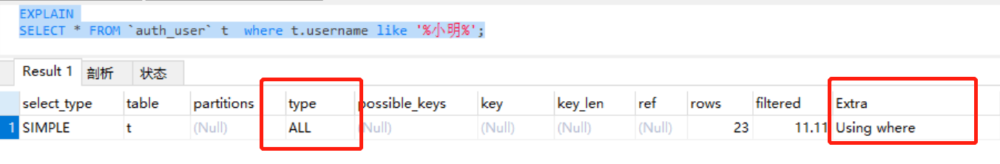 EXPLAIN
SELECT * FROM `auth_user` t  where t.username like '%小明%';
Result 1 剖析 状态
select_type table partitions type possible_keys key key_len ref rows filtered Extra
1 SIMPLE t (Null) ALL (Null) (Null) (Null) (Null) 23 11.11 Using where